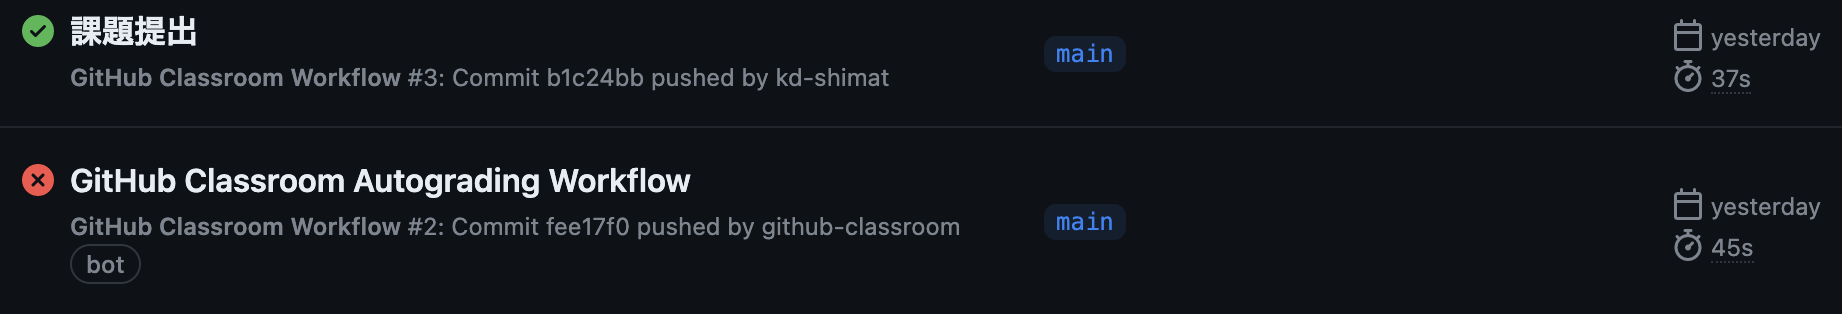 課題提出
GitHub Classroom Workflow #3: Commit b1c24bb pushed by kd-shimat
main
yesterday
37s
GitHub Classroom Autograding Workflow
GitHub Classroom Workflow #2: Commit fee17f0 pushed by github-classroom
bot
main
yesterday
45s